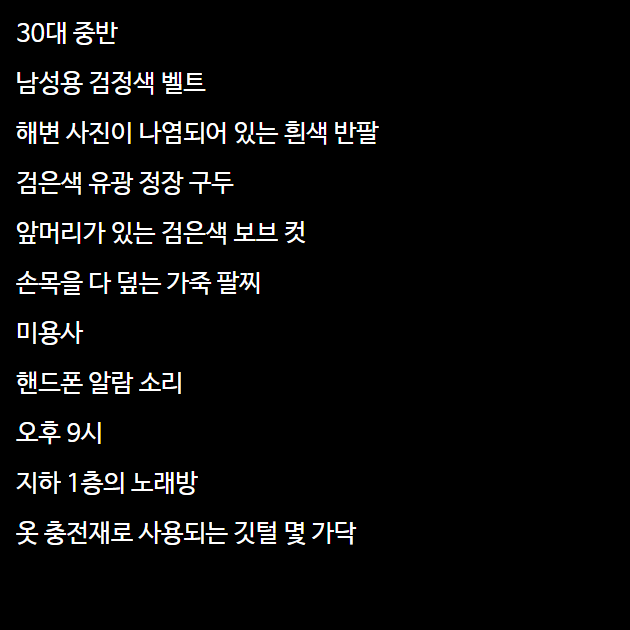 30대 중반
남성용 검정색 벨트
해변 사진이 나염되어 있는 흰색 반팔
검은색 유광 정장 구두
앞머리가 있는 검은색 보브 컷
손목을 다 덮는 가죽 팔찌
미용사
핸드폰 알람 소리
오후 9시
지하 1층의 노래방
옷 충전재로 사용되는 깃털 몇 가닥